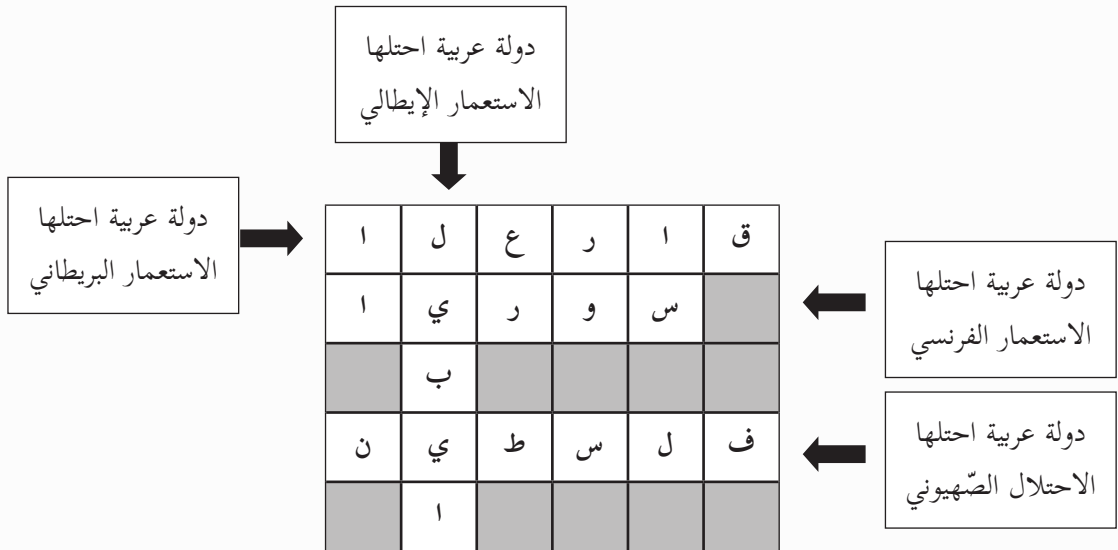 دولة عربية احتلها
الاستعمار الإيطالي
دولة عربية احتلها
الاستعمار البريطاني
ق ا ر ع ل ا
دولة عربية احتلها
الاستعمار الفرنسي
س و ر ي ا
ب
ف ل س ط ي ن
دولة عربية احتلها
الاحتلال الصّهيوني
ا